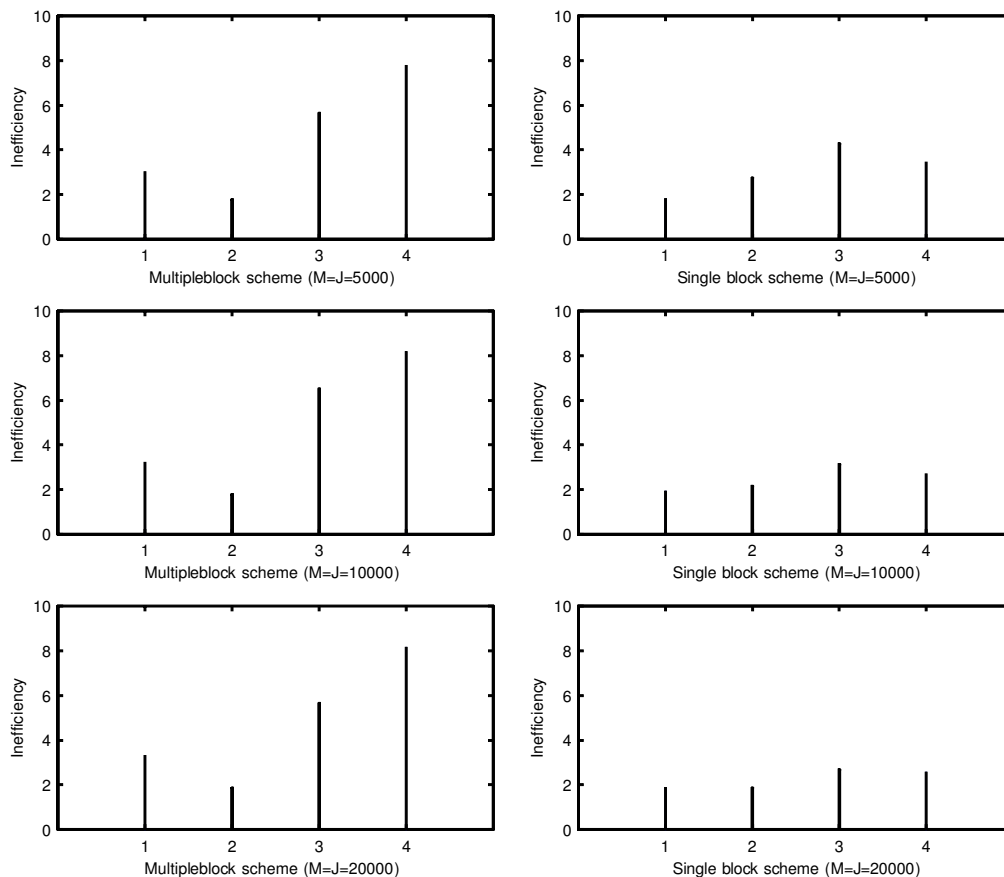 10
8
6
4
2
0
Inefficiency
1 2 3 4
Multipleblock scheme (M=J=5000)
10
8
6
4
2
0
Inefficiency
1 2 3 4
Single block scheme (M=J=5000)
10
8
6
4
2
0
Inefficiency
1 2 3 4
Multipleblock scheme (M=J=10000)
10
8
6
4
2
0
Inefficiency
1 2 3 4
Single block scheme (M=J=10000)
10
8
6
4
2
0
Inefficiency
1 2 3 4
Multipleblock scheme (M=J=20000)
10
8
6
4
2
0
Inefficiency
1 2 3 4
Single block scheme (M=J=20000)